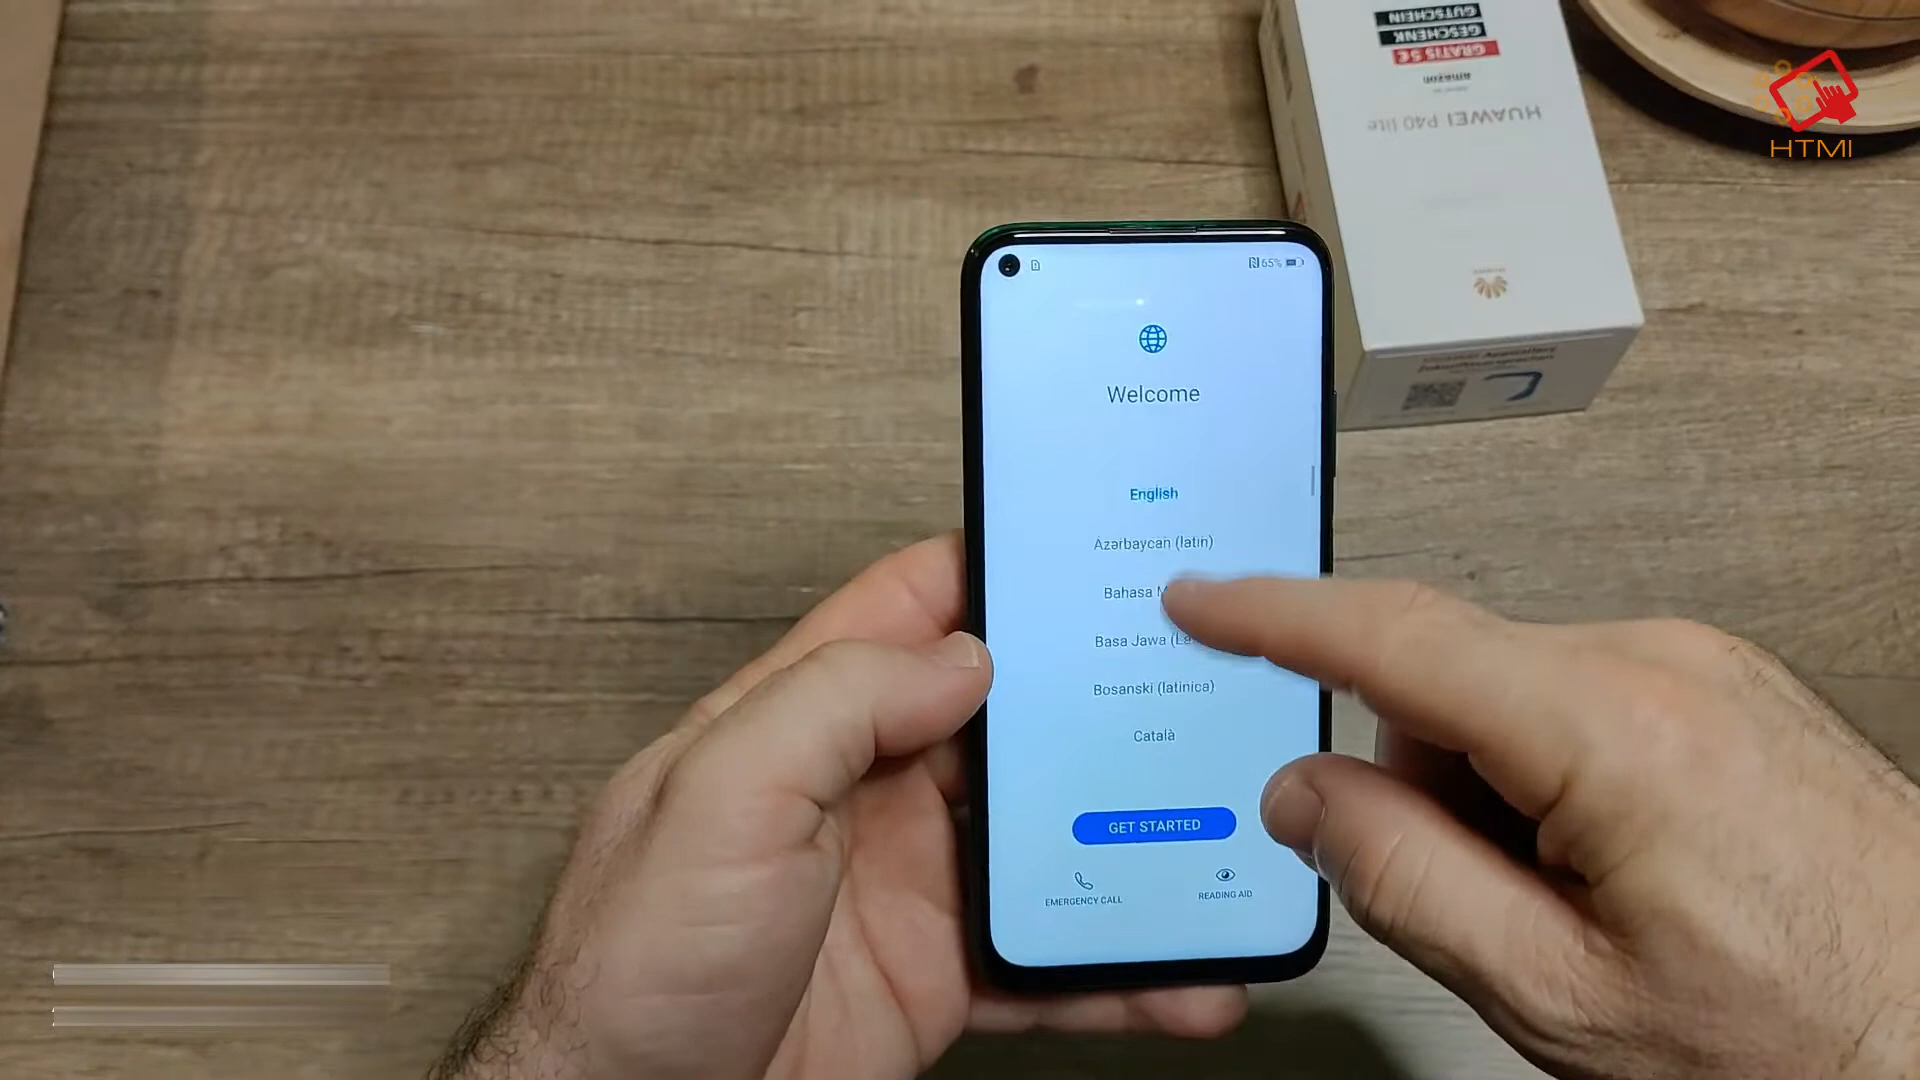 GUTSCHEIN
GESCHENK
GRATIS 5€
amazon
HUAWEI P40 lite
HTMI
65%
Welcome
English
Azərbaycan (latın)
Bahasa
Basa Jawa
Bosanski (latinica)
Català
GET STARTED
EMERGENCY CALL
READING AID